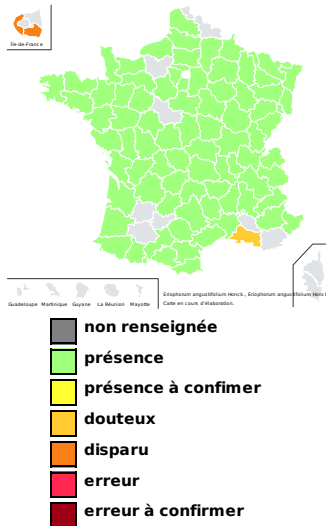 Île-de-France
Guadeloupe Martinique Guyane La Réunion Mayotte
Eriophorum angustifolium Honck., Eriophorum angustifolium Honck
Carte en cours d'élaboration.
non renseignée
présence
présence à confimer
douteux
disparu
erreur
erreur à confirmer